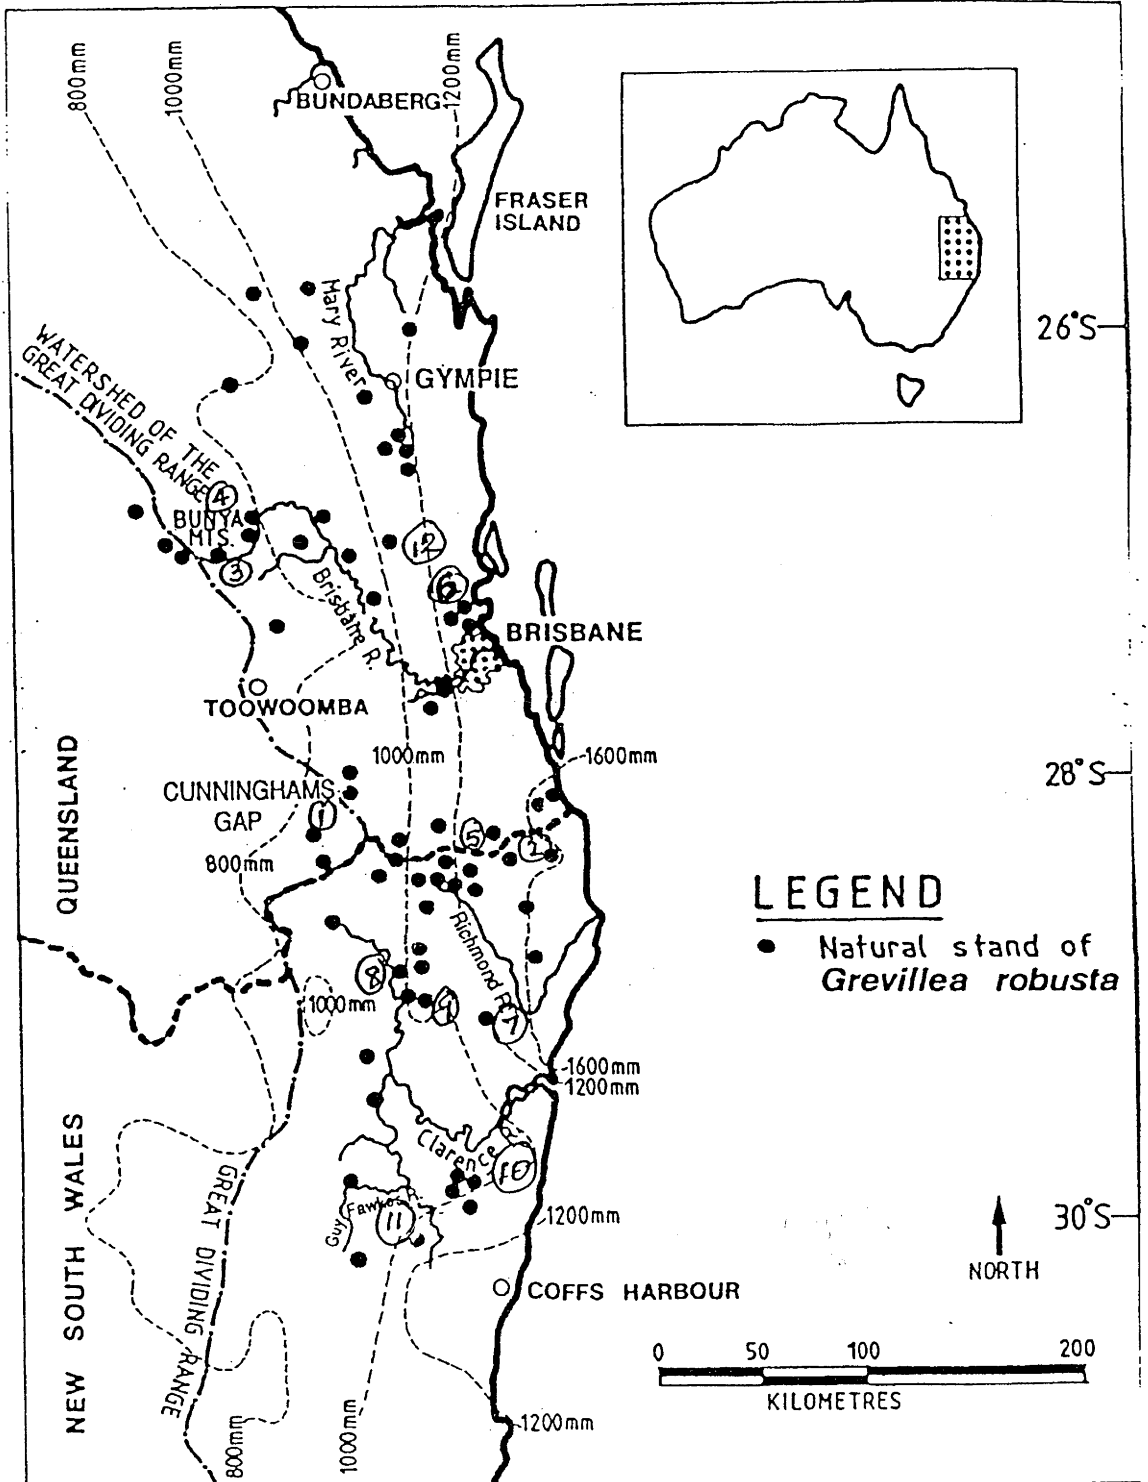 800mm
1000mm
1200mm
BUNDABERG
FRASER
ISLAND
26°S
Mary River
WATERSHED OF THE
GREAT DIVIDING RANGE
GYMPIE
4
BUNYA
MTS.
3
12
6
Brisbane R.
BRISBANE
TOOWOOMBA
QUEENSLAND
1000mm
1600mm
28°S
CUNNINGHAMS
GAP
1
5
2
800mm
LEGEND
Natural stand of
Grevillea robusta
Richmond R.
8
1000mm
9
7
1600mm
1200mm
NEW SOUTH WALES
Clarence R.
10
GREAT DIVIDING RANGE
Guy Fawkes R.
11
1200mm
30°S
NORTH
COFFS HARBOUR
0 50 100 200
KILOMETRES
800mm
1000mm
1200mm